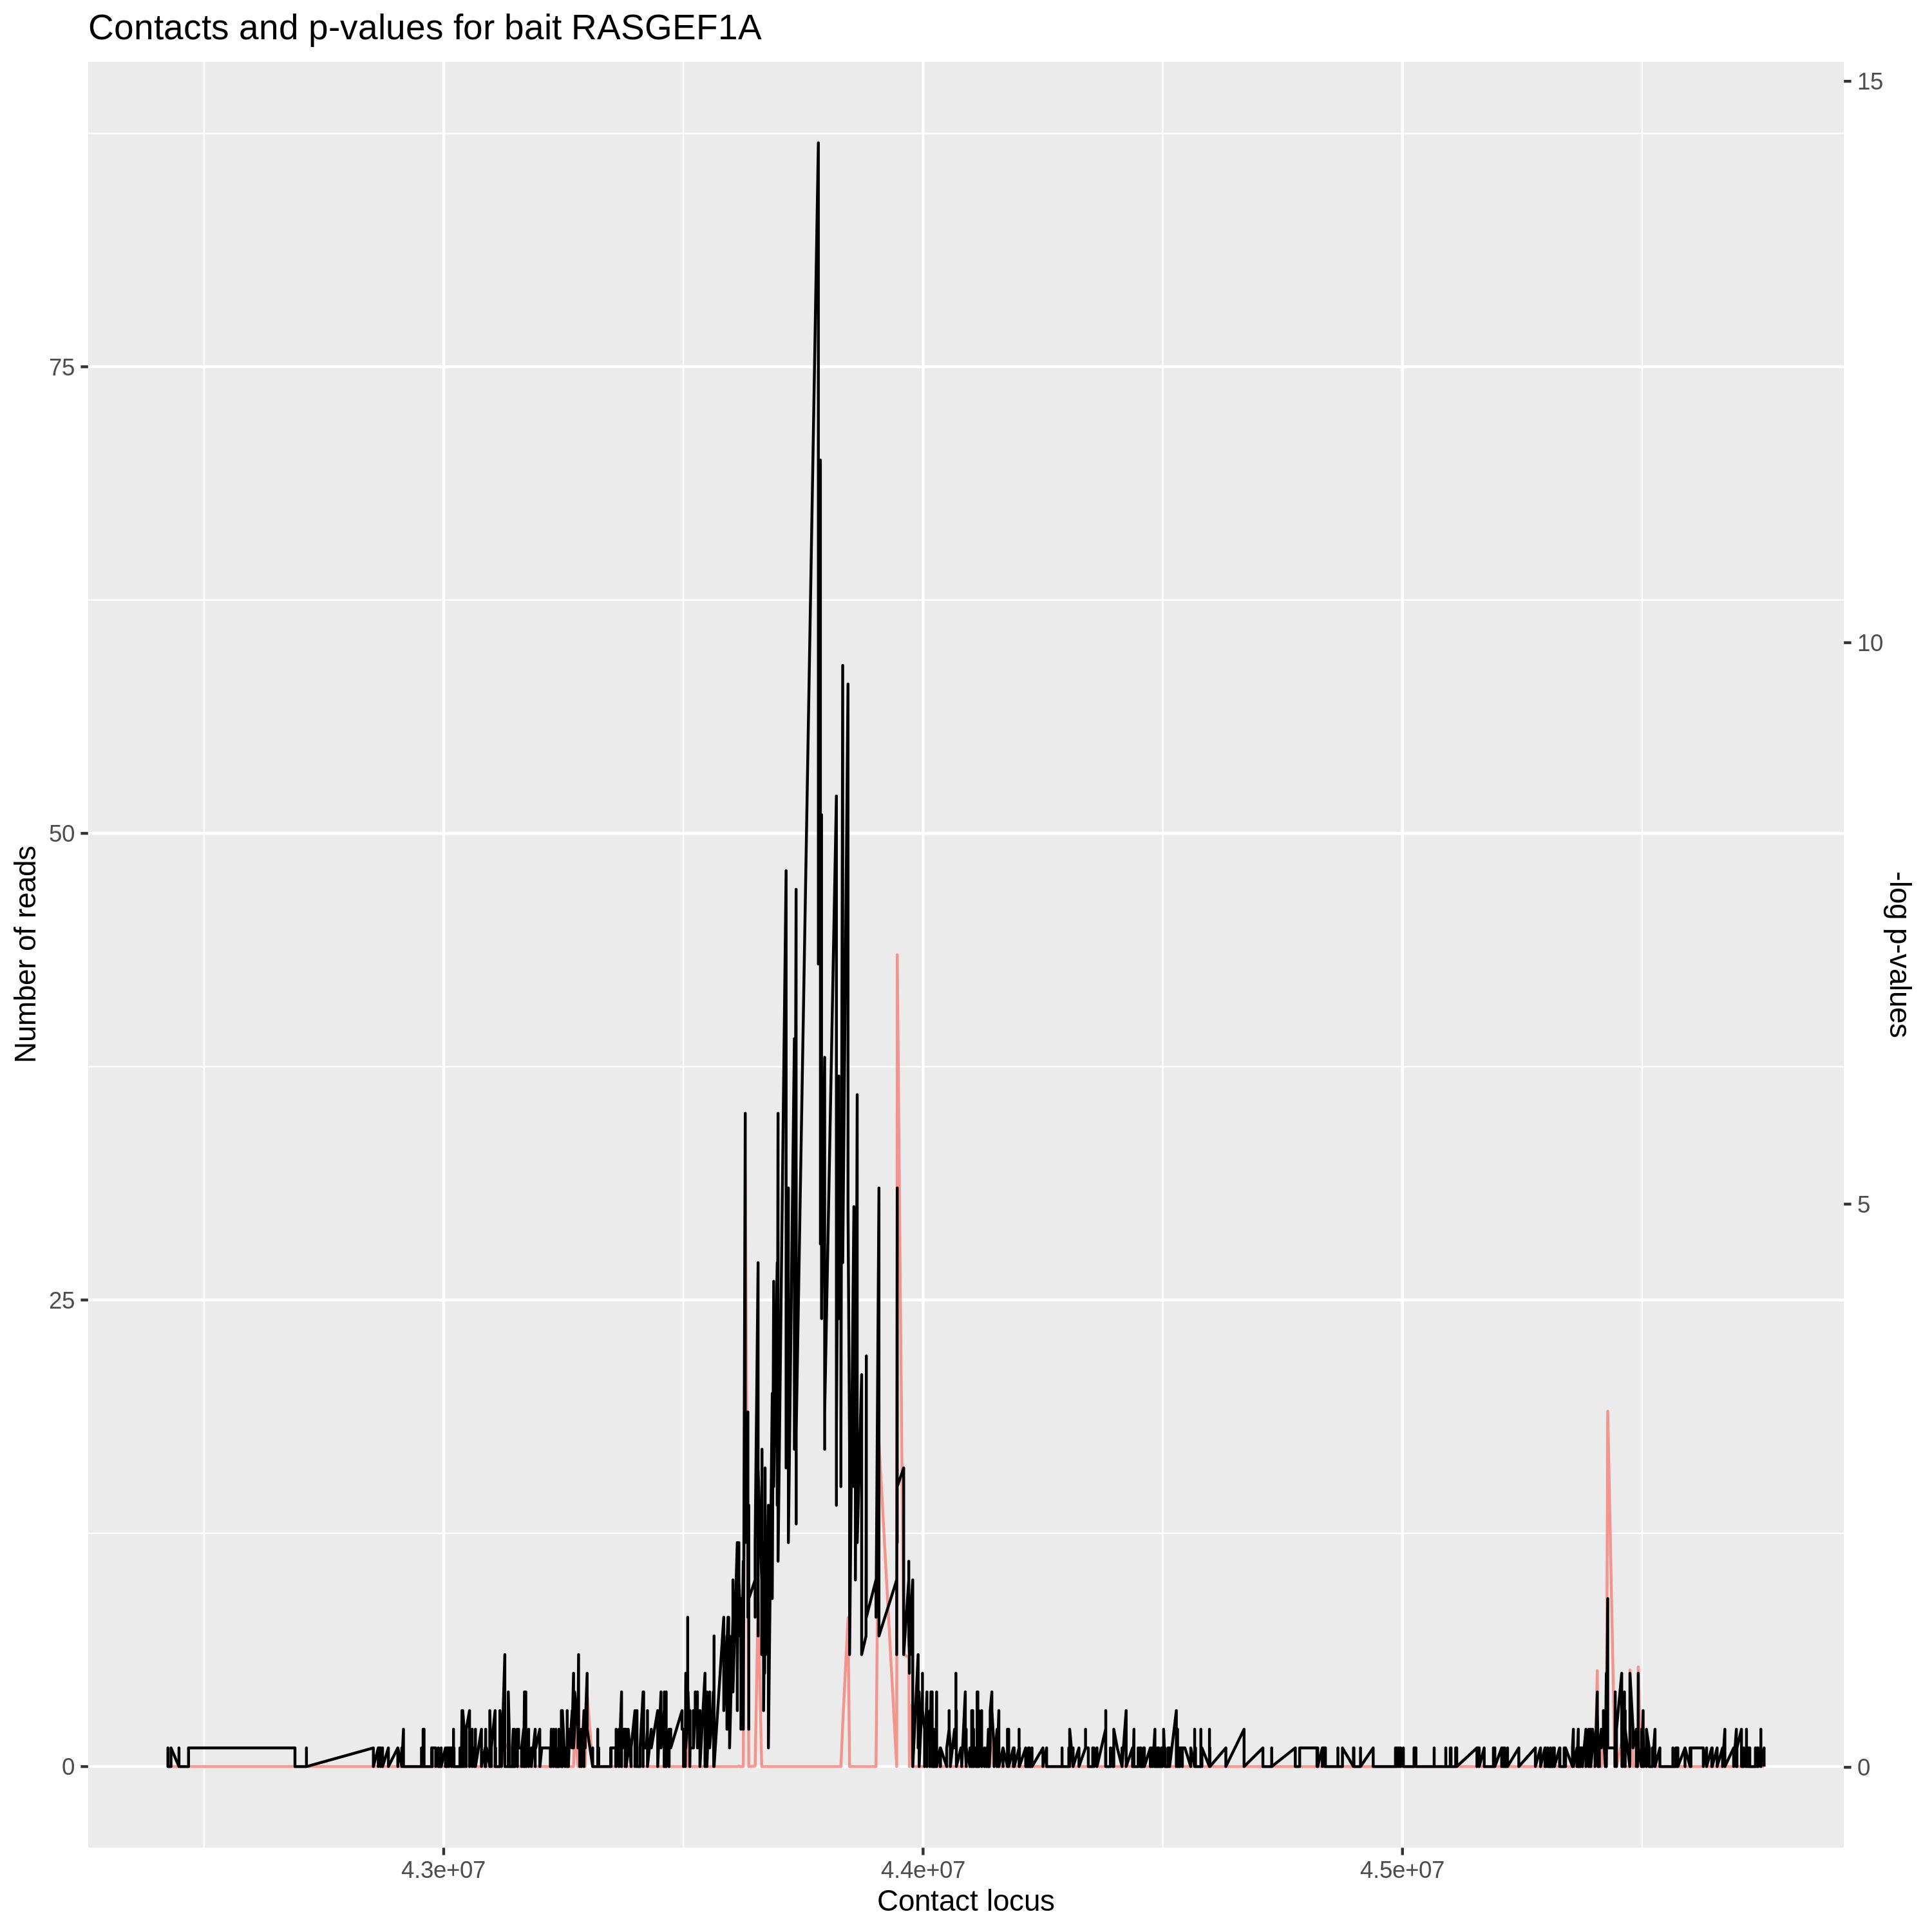 Contacts and p-values for bait RASGEF1A
15
75
10
50
Number of reads
-log p-values
5
25
0
0
4.3e+07
4.4e+07
4.5e+07
Contact locus